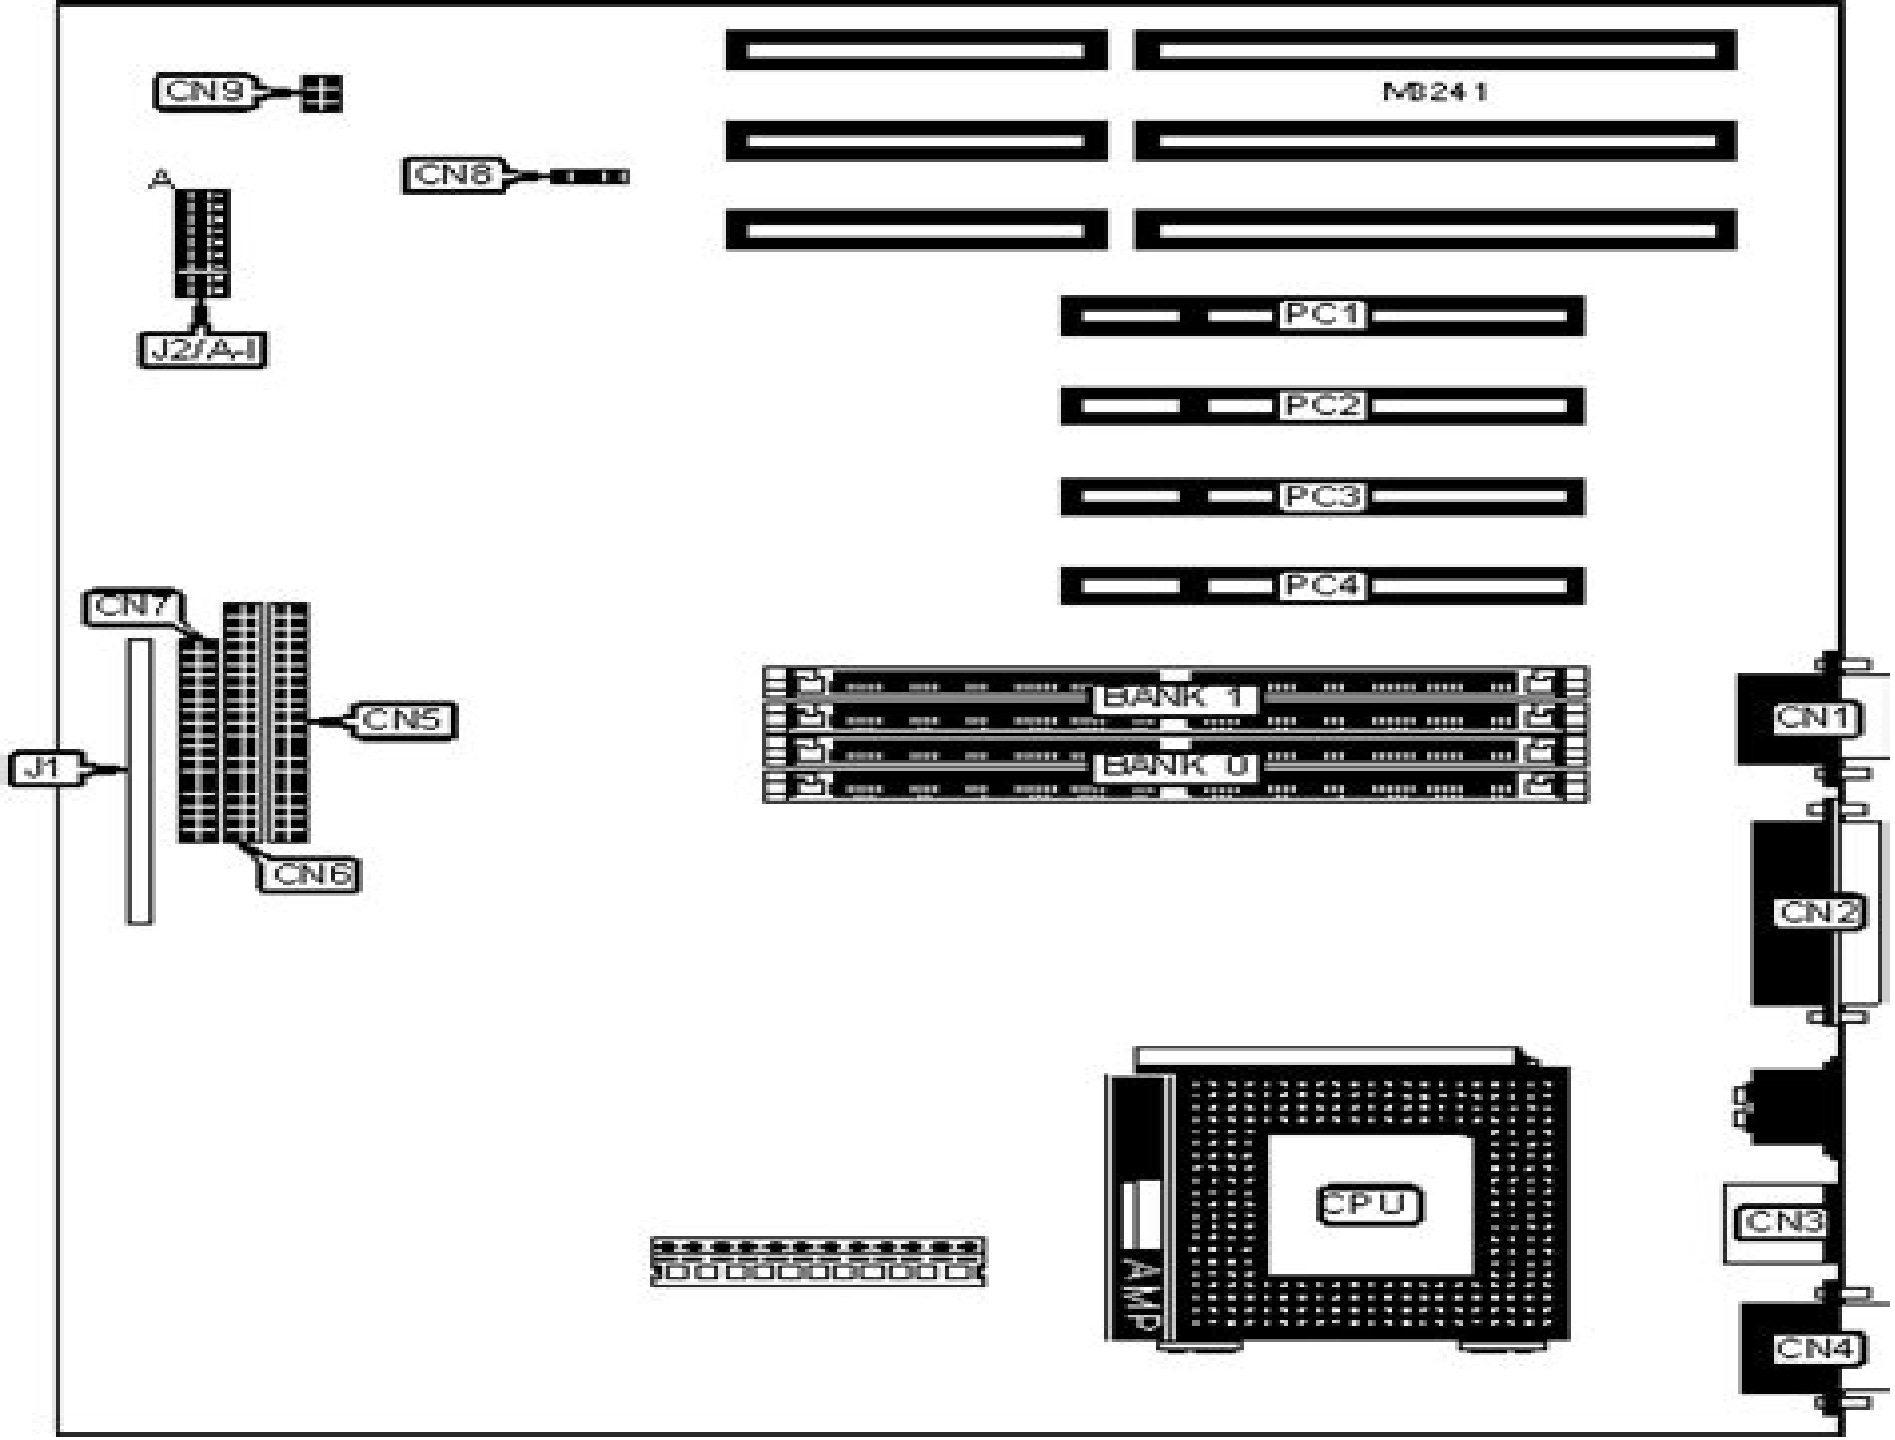 CN9
MB241
CN8
A
J2/A-I
PC1
PC2
PC3
PC4
CN7
CN5
BANK 1
CN1
J1
BANK 0
CN6
CN2
CPU
CN3
AMP
CN4